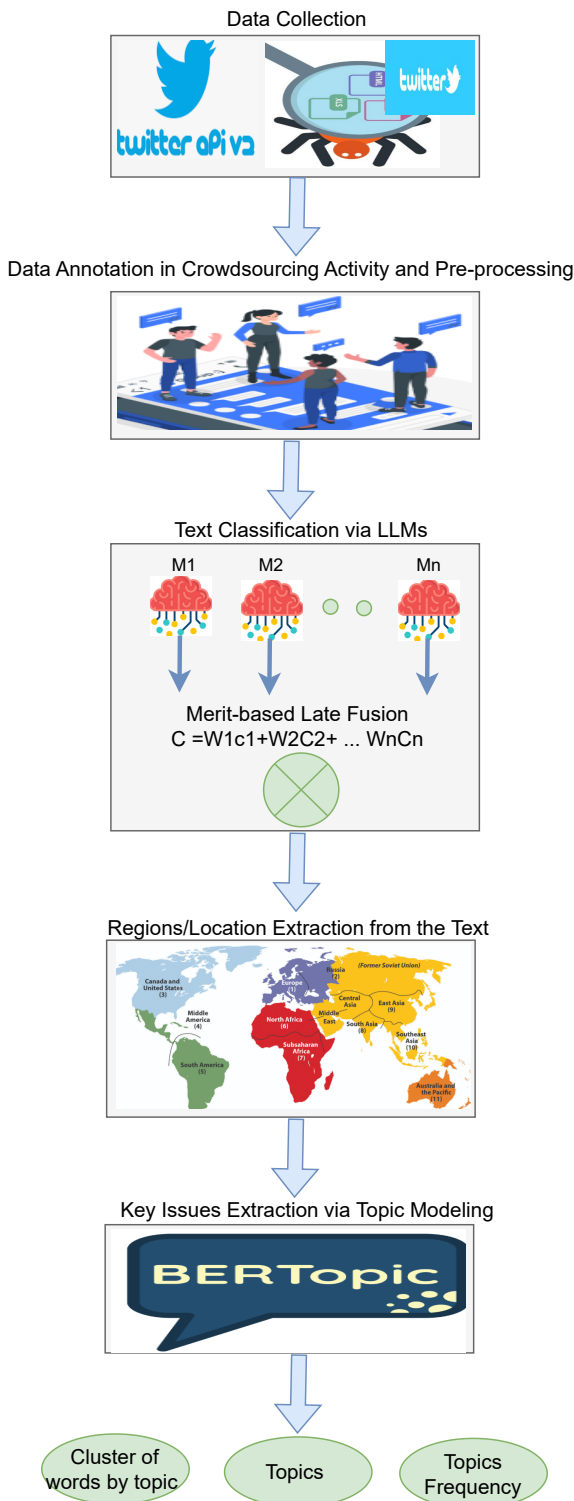 Data Collection
twitter
HTML
STX
twitter api v2
Data Annotation in Crowdsourcing Activity and Pre-processing
Text Classification via LLMs
M1
M2
Mn
Merit-based Late Fusion
C =W1c1+W2C2+ ... WnCn
Regions/Location Extraction from the Text
(Former Soviet Union)
Russia
(2)
Canada and
United States
(3)
Europe
(1)
Central
Asia
East Asia
(9)
Middle
America
(4)
North Africa
(6)
Middle
East
South Asia
(8)
Southeast
Asia
(10)
Subsaharan
Africa
(7)
South America
(5)
Australia and
the Pacific
(11)
Key Issues Extraction via Topic Modeling
BERTopic
Cluster of
words by topic
Topics
Topics
Frequency